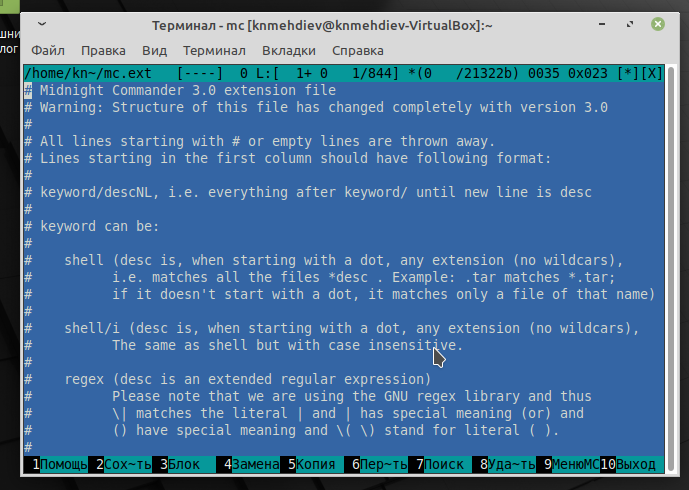 шни
лог
Терминал - mc [knmehdiev@knmehdiev-VirtualBox]:~
Файл Правка Вид Терминал Вкладки Справка
/home/kn~/mc.ext [----] 0 L:[ 1+ 0 1/844] *(0 /21322b) 0035 0x023 [*][X]
# Midnight Commander 3.0 extension file
# Warning: Structure of this file has changed completely with version 3.0
#
# All lines starting with # or empty lines are thrown away.
# Lines starting in the first column should have following format:
#
# keyword/descNL, i.e. everything after keyword/ until new line is desc
#
# keyword can be:
#
# shell (desc is, when starting with a dot, any extension (no wildcars),
# i.e. matches all the files *desc . Example: .tar matches *.tar;
# if it doesn't start with a dot, it matches only a file of that name)
#
# shell/i (desc is, when starting with a dot, any extension (no wildcars),
# The same as shell but with case insensitive.
#
# regex (desc is an extended regular expression)
# Please note that we are using the GNU regex library and thus
# \| matches the literal | and | has special meaning (or) and
# () have special meaning and \( \) stand for literal ( ).
#
1Помощь 2Сох~ть 3Блок 4Замена 5Копия 6Пер~ть 7Поиск 8Уда~ть 9МенюMC 10Выход